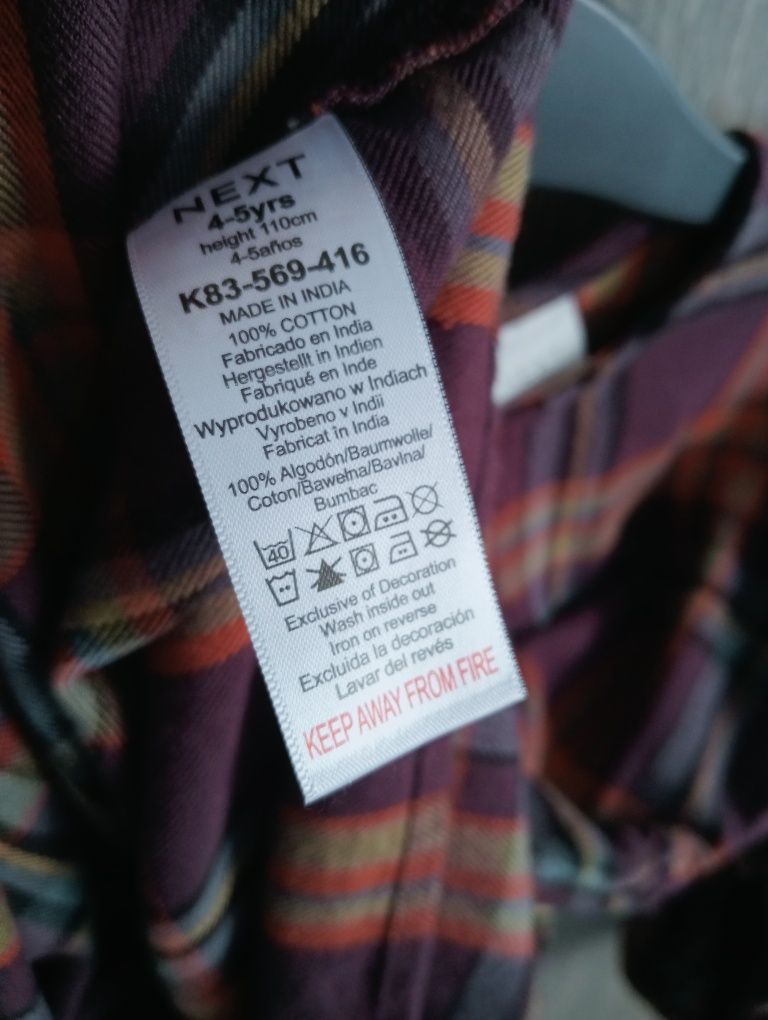 NEXT
4-5yrs
height 110cm
4-5años
K83-569-416
MADE IN INDIA
100% COTTON
Fabricado en India
Hergestellt in Indien
Fabriqué en Inde
Wyprodukowano w Indiach
Vyrobeno v Indii
Fabricat in India
100% Algodón/Baumwolle/
Coton/Bawełna/Bavlna/
Bumbac
40
Exclusive of Decoration
Wash inside out
Iron on reverse
Excluida la decoración
Lavar del revés
KEEP AWAY FROM FIRE